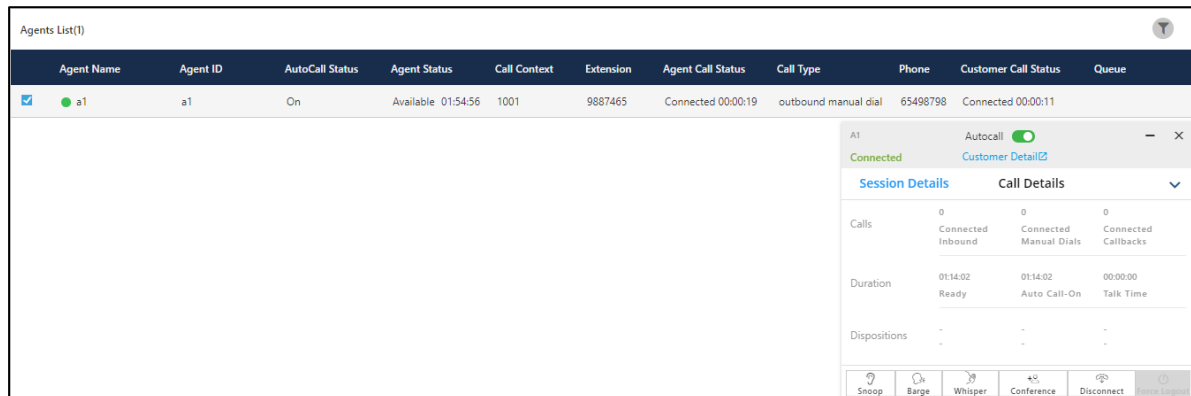 Agents List(1)
Agent Name Agent ID AutoCall Status Agent Status Call Context Extension Agent Call Status Call Type Phone Customer Call Status Queue
a1 a1 On Available 01:54:56 1001 9887465 Connected 00:00:19 outbound manual dial 65498798 Connected 00:00:11
A1 Autocall
Connected Customer Detail
Session Details Call Details
0 0 0
Calls Connected Inbound Connected Manual Dials Connected Callbacks
01:14:02 01:14:02 00:00:00
Duration Ready Auto Call-On Talk Time
Dispositions - - -
- - -
Snoop Barge Whisper Conference Disconnect Force Logout